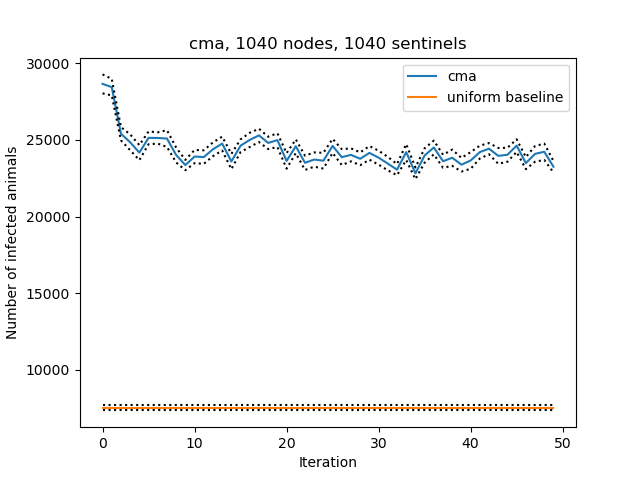 cma, 1040 nodes, 1040 sentinels
cma
uniform baseline
Number of infected animals
30000
25000
20000
15000
10000
0
10
20
30
40
50
Iteration